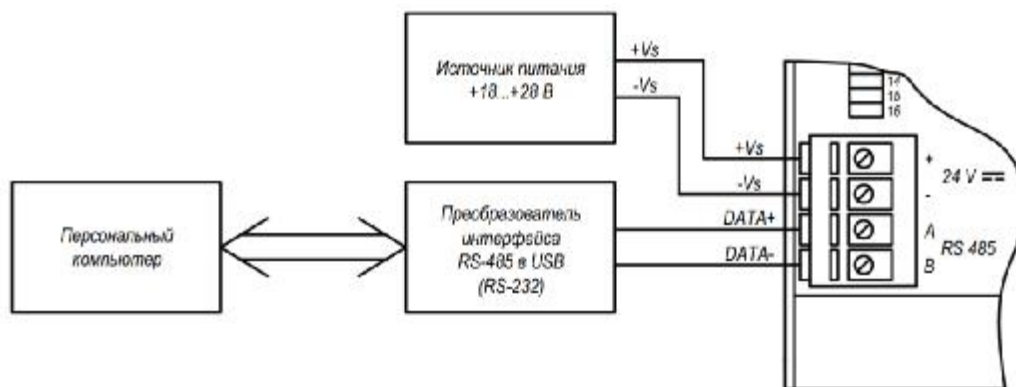 Источник питания
+18...+28 В
+Vs
-Vs
14
15
16
+Vs
+
24 V
-Vs
-
Персональный
компьютер
Преобразователь
интерфейса
RS-485 в USB
(RS-232)
DATA+
A
RS 485
DATA-
B